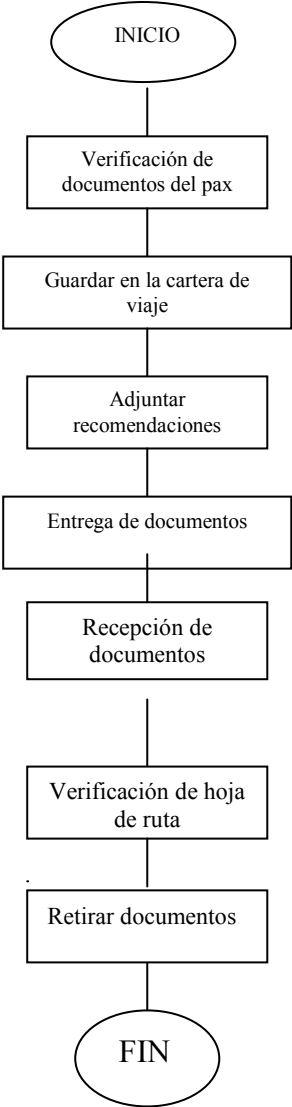 INICIO
Verificación de
documentos del pax
Guardar en la cartera de
viaje
Adjuntar
recomendaciones
Entrega de documentos
Recepción de
documentos
Verificación de hoja
de ruta
.
Retirar documentos
FIN